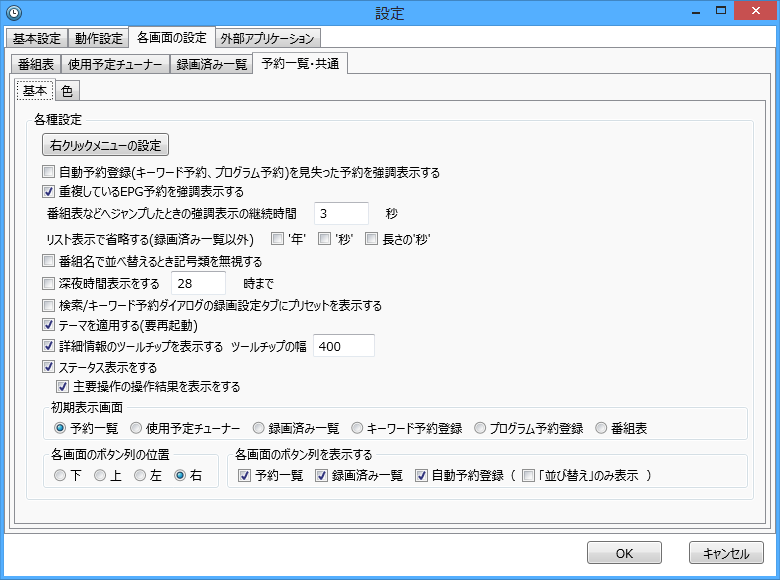 設定
基本設定 動作設定 各画面の設定 外部アプリケーション
番組表 使用予定チューナー 録画済み一覧 予約一覧・共通
基本 色
各種設定
右クリックメニューの設定
自動予約登録(キーワード予約、プログラム予約)を見失った予約を強調表示する
重複しているEPG予約を強調表示する
番組表などへジャンプしたときの強調表示の継続時間 3 秒
リスト表示で省略する(録画済み一覧以外) '年' '秒' 長さの'秒'
番組名で並べ替えるとき記号類を無視する
深夜時間表示をする 28 時まで
検索/キーワード予約ダイアログの録画設定タブにプリセットを表示する
テーマを適用する(要再起動)
詳細情報のツールチップを表示する ツールチップの幅 400
ステータス表示をする
主要操作の操作結果を表示をする
初期表示画面
予約一覧 使用予定チューナー 録画済み一覧 キーワード予約登録 プログラム予約登録 番組表
各画面のボタン列の位置 各画面のボタン列を表示する
下 上 左 右 予約一覧 録画済み一覧 自動予約登録 ( 「並び替え」のみ表示 )
OK キャンセル